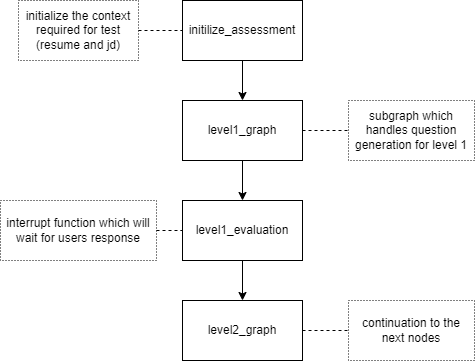 initialize the context
required for test
(resume and jd)
initilize_assessment
level1_graph
subgraph which
handles question
generation for level 1
interrupt function which will
wait for users response
level1_evaluation
level2_graph
continuation to the
next nodes